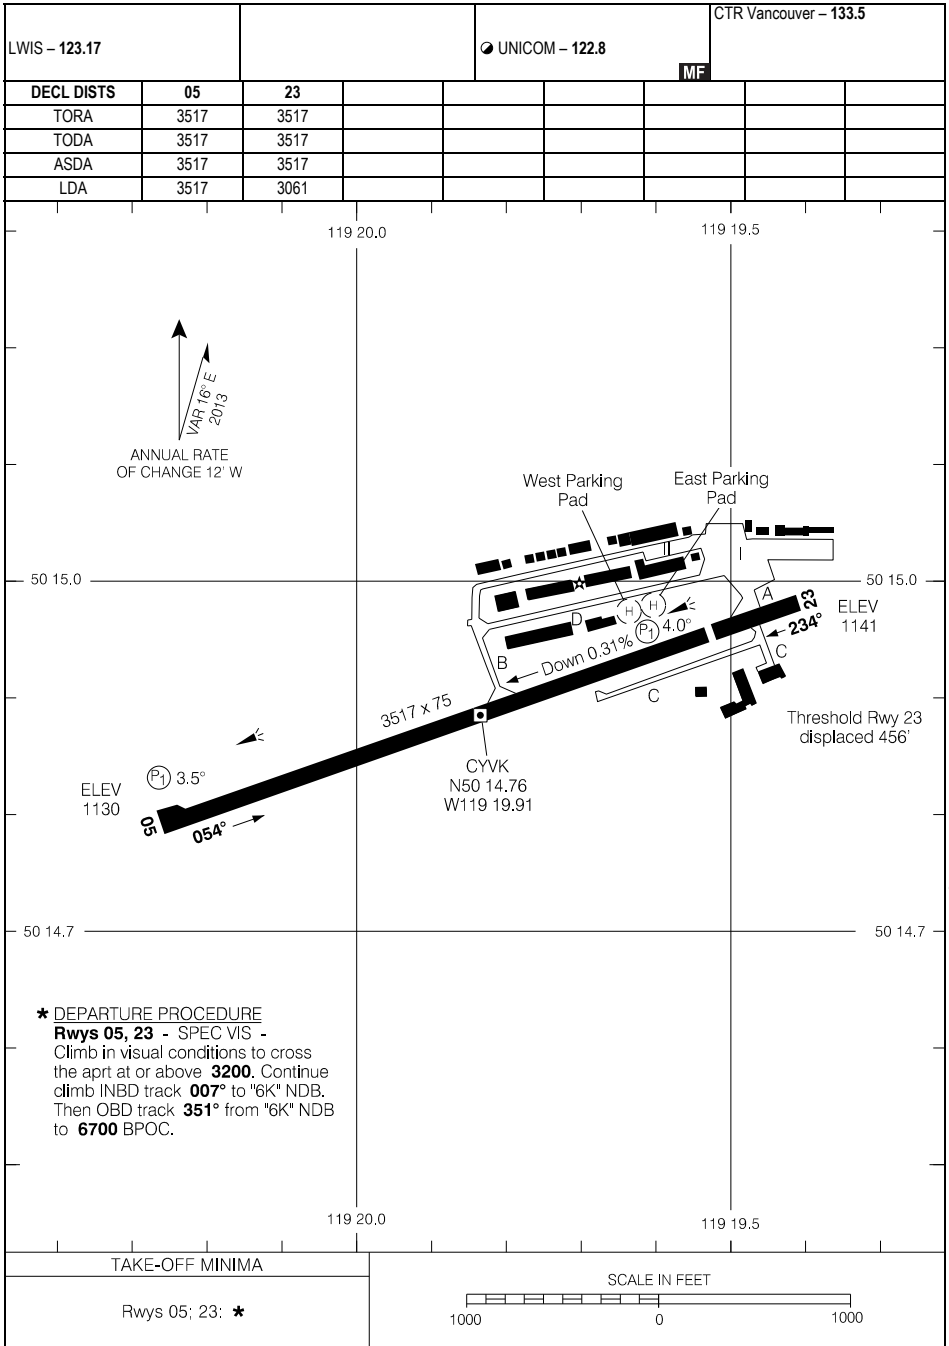 CTR Vancouver – 133.5
LWIS – 123.17
UNICOM – 122.8
MF
DECL DISTS 05 23
TORA 3517 3517
TODA 3517 3517
ASDA 3517 3517
LDA 3517 3061
119 20.0 119 19.5
VAR 16° E
2013
ANNUAL RATE
OF CHANGE 12' W
West Parking
Pad
East Parking
Pad
I
50 15.0 50 15.0
A
23
ELEV
1141
H H
D
P1 4.0°
234°
C
B
Down 0.31%
C
3517 x 75
Threshold Rwy 23
displaced 456'
CYVK
N50 14.76
W119 19.91
P1 3.5°
ELEV
1130
05
054°
50 14.7 50 14.7
* DEPARTURE PROCEDURE
Rwys 05, 23 - SPEC VIS -
Climb in visual conditions to cross
the aprt at or above 3200. Continue
climb INBD track 007° to "6K" NDB.
Then OBD track 351° from "6K" NDB
to 6700 BPOC.
119 20.0 119 19.5
TAKE-OFF MINIMA
Rwys 05; 23: *
SCALE IN FEET
1000 0 1000